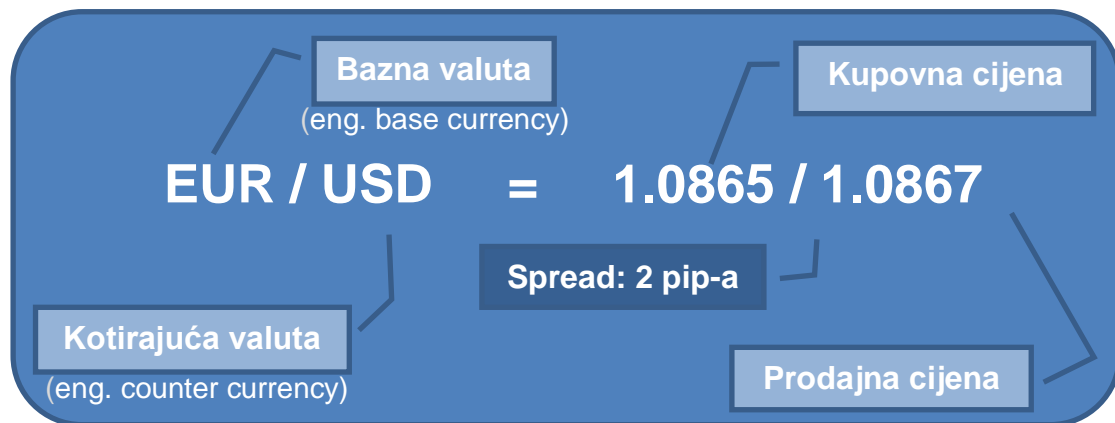 Bazna valuta
(eng. base currency)
Kupovna cijena
EUR / USD = 1.0865 / 1.0867
Spread: 2 pip-a
Kotirajuća valuta
(eng. counter currency)
Prodajna cijena